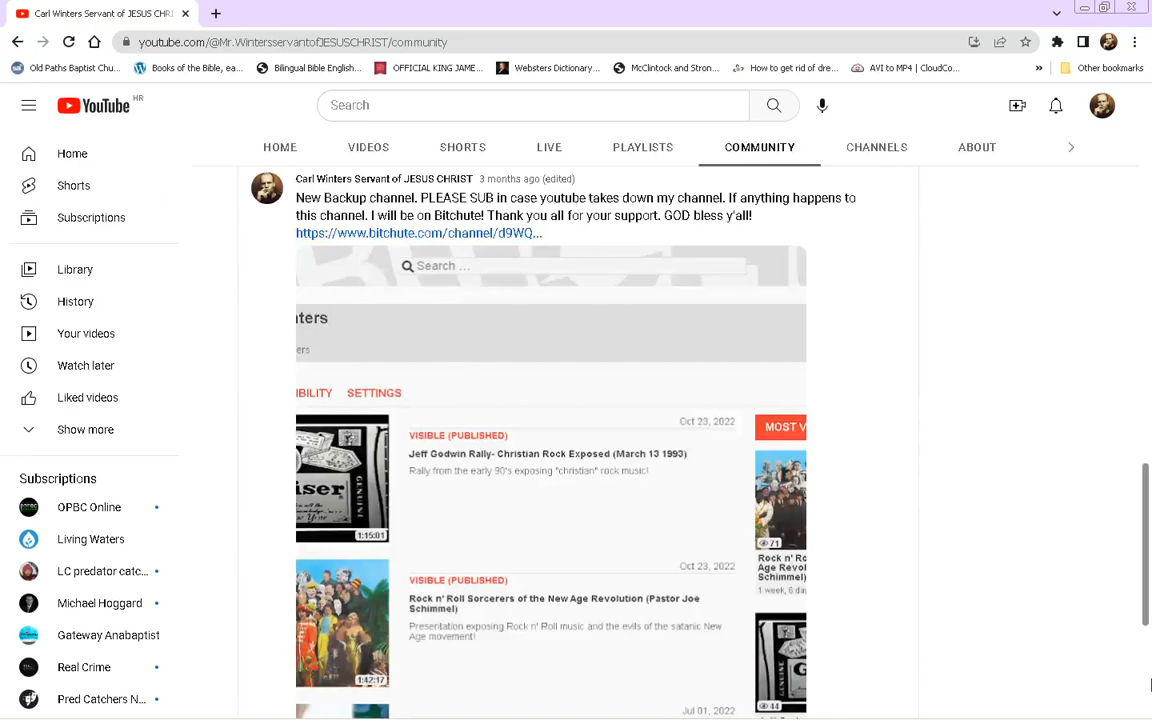 Carl Winters Servant of JESUS CHRI
youtube.com/@Mr.WintersservantofJESUSCHRIST/community
Old Paths Baptist Chu...
Books of the Bible, ea...
Bilingual Bible English...
OFFICIAL KING JAME...
Websters Dictionary...
McClintock and Stron...
How to get rid of dre...
AVI to MP4 | CloudCo...
»
Other bookmarks
YouTube HR
Search
Home
Shorts
Subscriptions
Library
History
Your videos
Watch later
Liked videos
Show more
Subscriptions
OPBC Online
Living Waters
LC predator catc...
Michael Hoggard
Gateway Anabaptist
Real Crime
Pred Catchers N...
HOME VIDEOS SHORTS LIVE PLAYLISTS COMMUNITY CHANNELS ABOUT
Carl Winters Servant of JESUS CHRIST 3 months ago (edited)
New Backup channel. PLEASE SUB in case youtube takes down my channel. If anything happens to
this channel. I will be on Bitchute! Thank you all for your support. GOD bless y'all!
https://www.bitchute.com/channel/d9WQ...
Search ...
nters
ers
IBILITY SETTINGS
Oct 23, 2022
VISIBLE (PUBLISHED)
Jeff Godwin Rally- Christian Rock Exposed (March 13 1993)
Rally from the early 90's exposing "christian" rock music!
iser
GENUINE
1:15:01
Oct 23, 2022
VISIBLE (PUBLISHED)
Rock n' Roll Sorcerers of the New Age Revolution (Pastor Joe
Schimmel)
Presentation exposing Rock n' Roll music and the evils of the satanic New
Age movement!
1:42:17
Jul 01, 2022
MOST V
71
Rock n' Ro
Age Revol
Schimmel)
1 week, 6 da
44